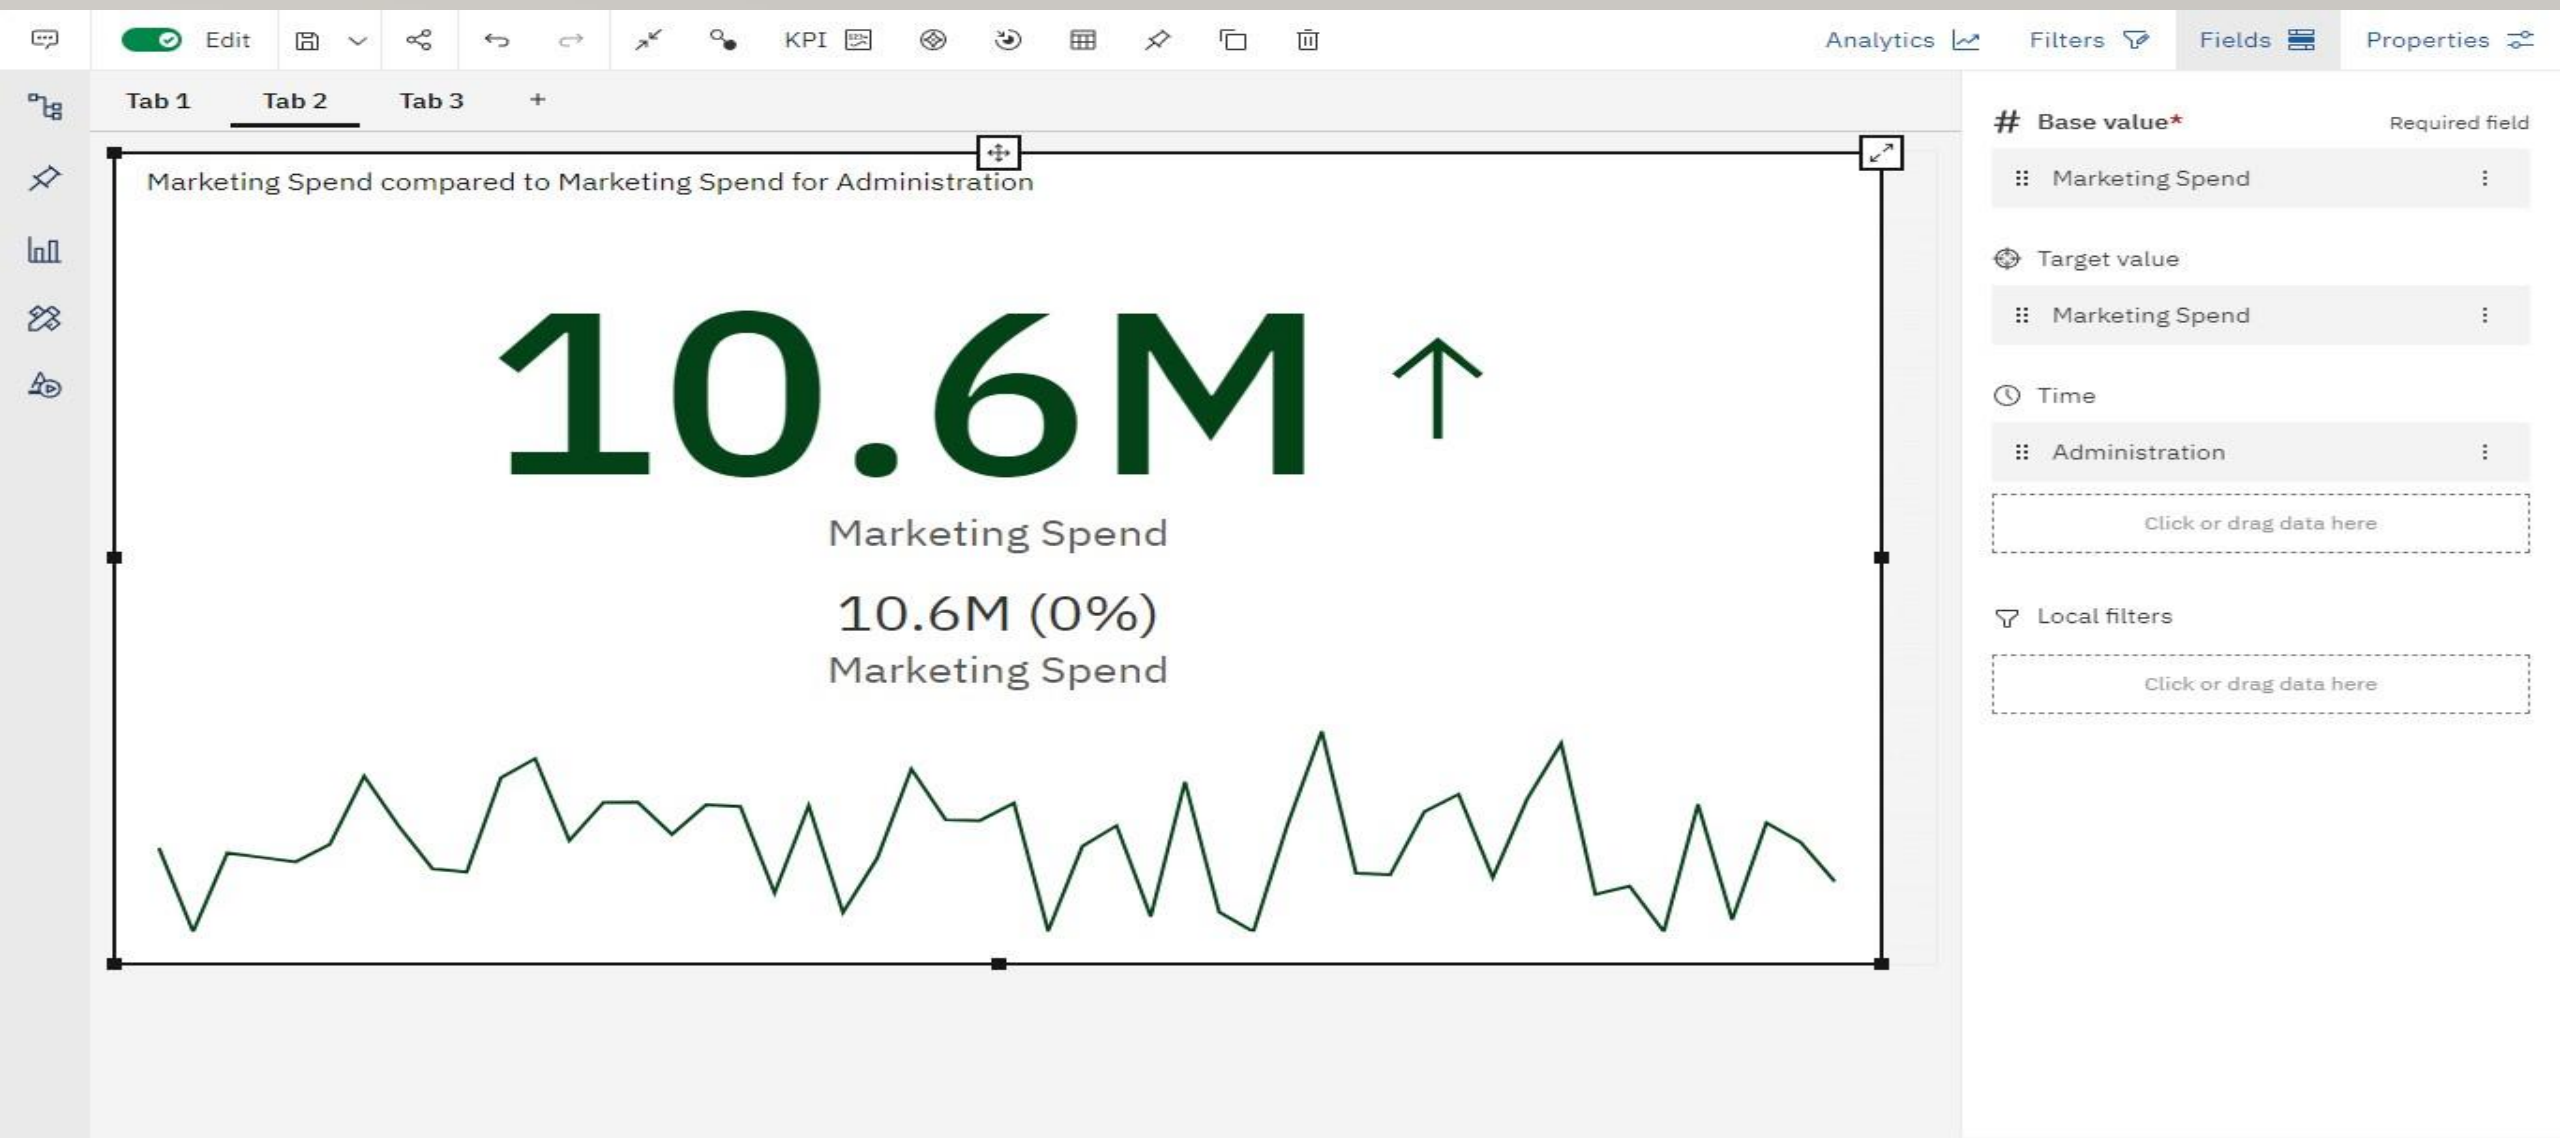 Edit KPI Analytics Filters Fields Properties
Tab 1 Tab 2 Tab 3 +
Marketing Spend compared to Marketing Spend for Administration
10.6M ↑
Marketing Spend
10.6M (0%)
Marketing Spend
# Base value* Required field
Marketing Spend
Target value
Marketing Spend
Time
Administration
Click or drag data here
Local filters
Click or drag data here